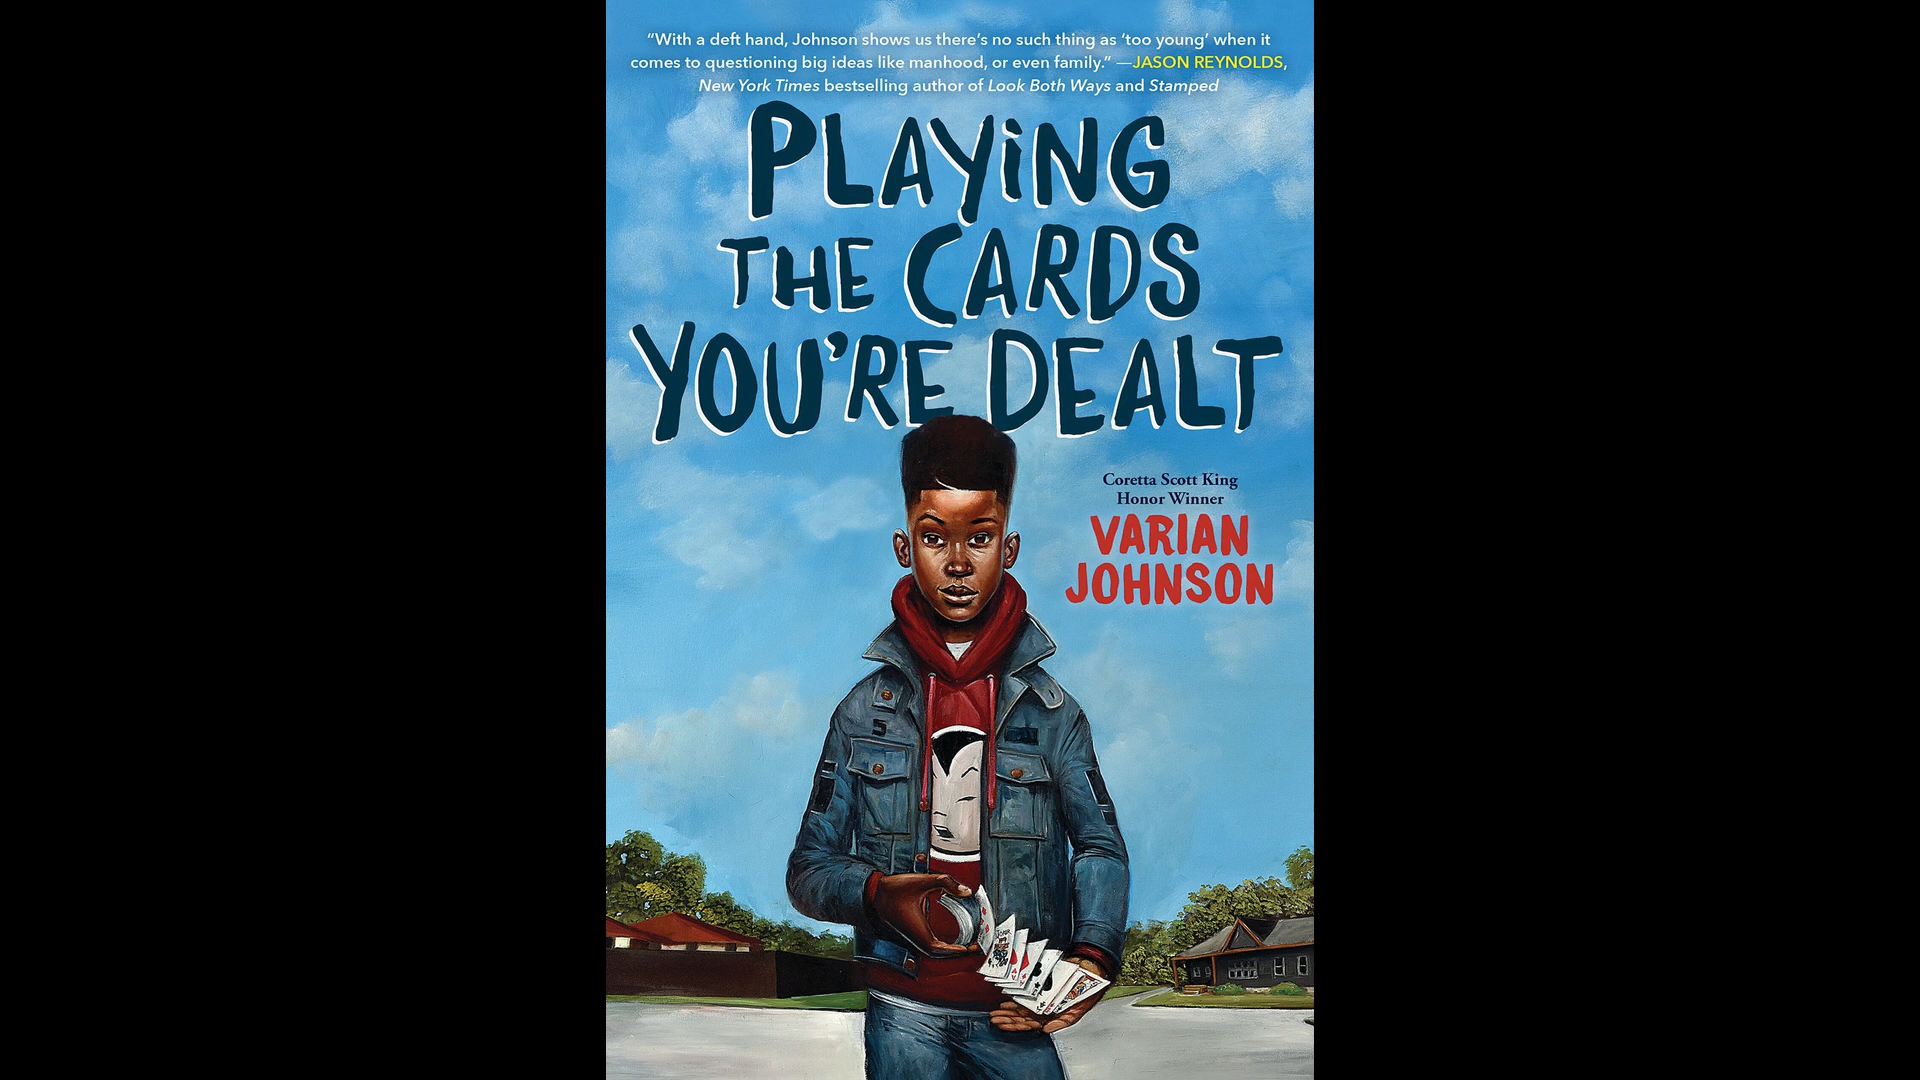 “With a deft hand, Johnson shows us there’s no such thing as ‘too young’ when it
comes to questioning big ideas like manhood, or even family.” —JASON REYNOLDS,
New York Times bestselling author of Look Both Ways and Stamped
PLAYiNG
THE CARDS
YOU’RE DEALT
Coretta Scott King
Honor Winner
VARIAN
JOHNSON